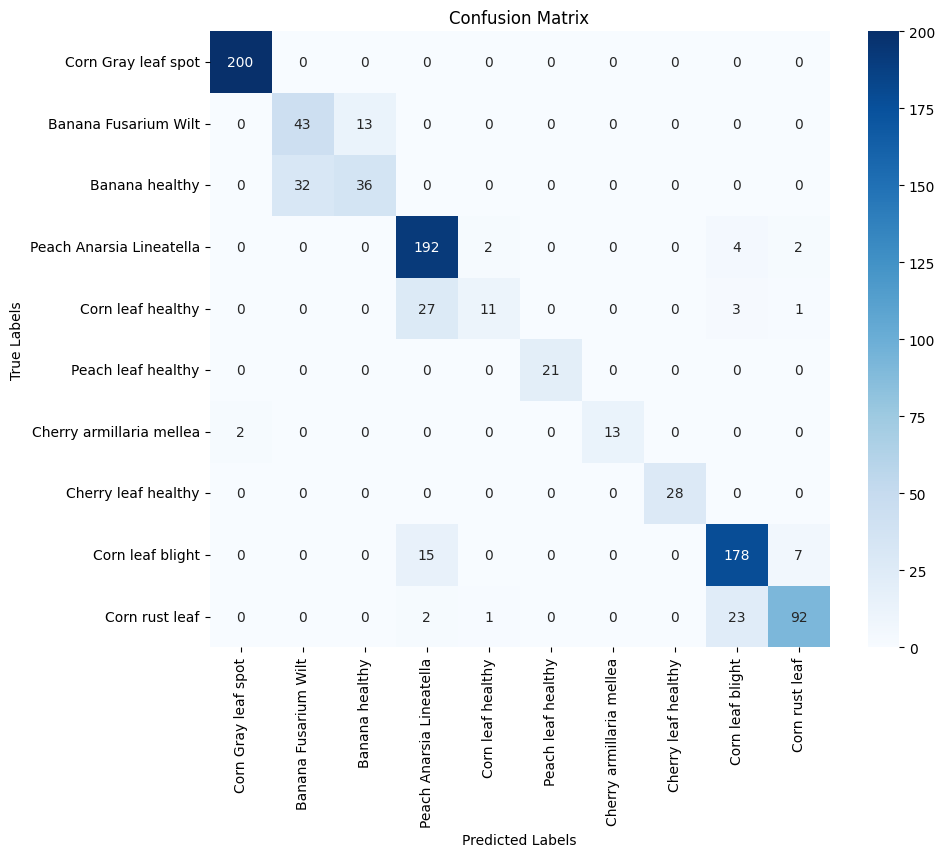 Confusion Matrix
True Labels
Corn Gray leaf spot 200 0 0 0 0 0 0 0 0 0
Banana Fusarium Wilt 0 43 13 0 0 0 0 0 0 0
Banana healthy 0 32 36 0 0 0 0 0 0 0
Peach Anarsia Lineatella 0 0 0 192 2 0 0 0 4 2
Corn leaf healthy 0 0 0 27 11 0 0 0 3 1
Peach leaf healthy 0 0 0 0 0 21 0 0 0 0
Cherry armillaria mellea 2 0 0 0 0 0 13 0 0 0
Cherry leaf healthy 0 0 0 0 0 0 0 28 0 0
Corn leaf blight 0 0 0 15 0 0 0 0 178 7
Corn rust leaf 0 0 0 2 1 0 0 0 23 92
Corn Gray leaf spot
Banana Fusarium Wilt
Banana healthy
Peach Anarsia Lineatella
Corn leaf healthy
Peach leaf healthy
Cherry armillaria mellea
Cherry leaf healthy
Corn leaf blight
Corn rust leaf
Predicted Labels
200
175
150
125
100
75
50
25
0